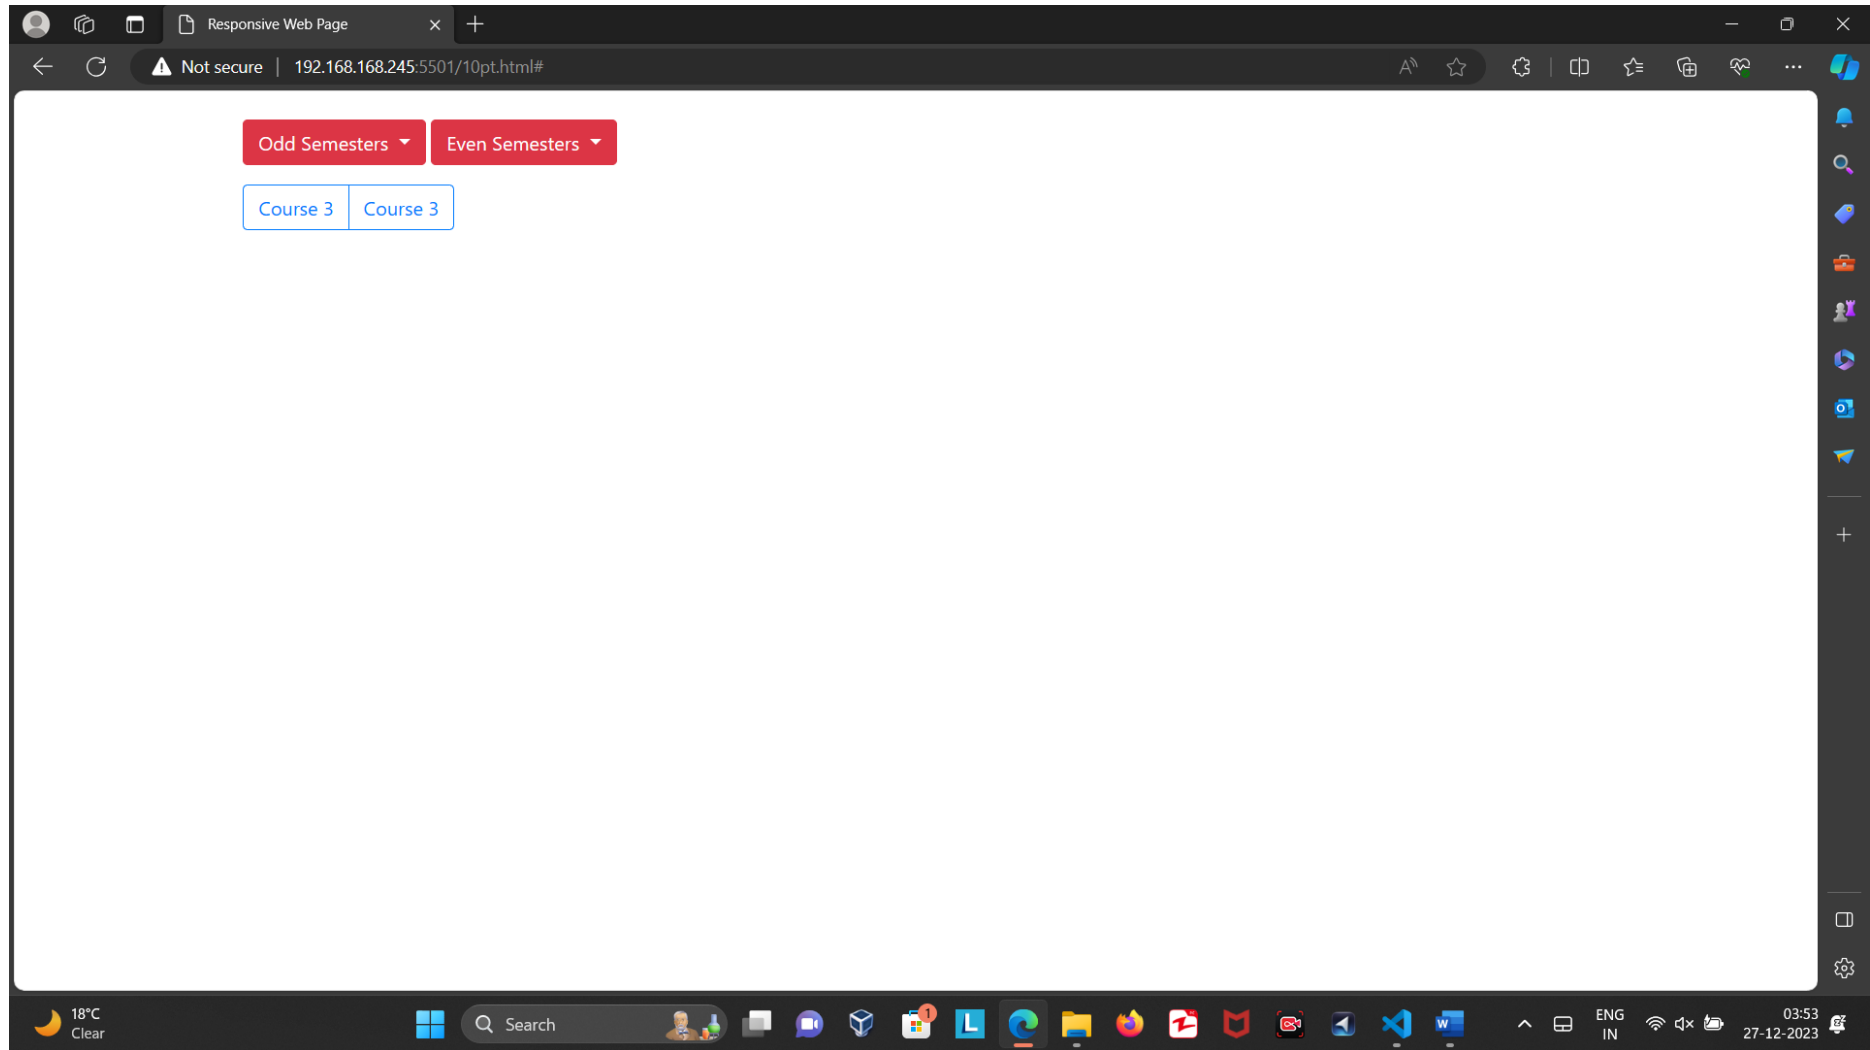 Responsive Web Page
Not secure 192.168.168.245:5501/10pt.html#
Odd Semesters Even Semesters
Course 3 Course 3
18°C
Clear
Search
1
L
W
ENG
IN
03:53
27-12-2023